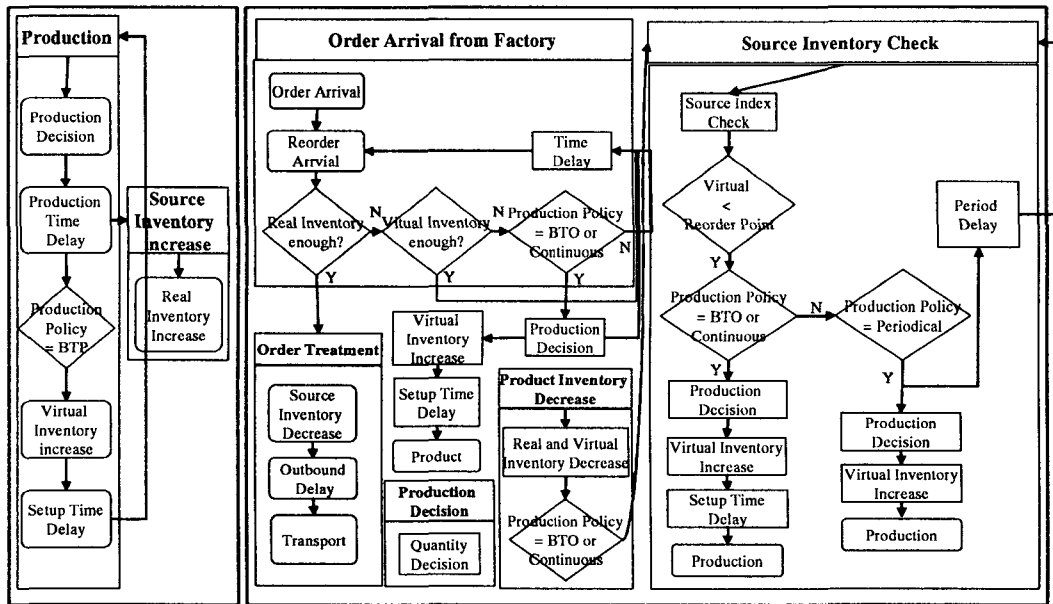 Production
Production
Decision
Production
Time
Delay
Production
Policy
= BTP
Virtual
Inventory
increase
Setup Time
Delay
Source
Inventory
increase
Real
Inventory
Increase
Order Arrival from Factory
Order Arrival
Reorder
Arrvial
Time
Delay
Real Inventory
enough?
N
Vitual Inventory
enough?
N
Production Policy
= BTO or
Continuous
N
Y
Y
Y
Production
Decision
Virtual
Inventory
Increase
Setup Time
Delay
Product
Order Treatment
Source
Inventory
Decrease
Outbound
Delay
Transport
Production
Decision
Quantity
Decision
Product Inventory
Decrease
Real and Virtual
Inventory Decrease
Production Policy
= BTO or
Continuous
Source Inventory Check
Source Index
Check
Virtual
<
Reorder Point
Y
Production Policy
= BTO or
Continuous
N
Production Policy
= Periodical
Period
Delay
Y
Production
Decision
Virtual Inventory
Increase
Setup Time
Delay
Production
Y
Production
Decision
Virtual Inventory
Increase
Production